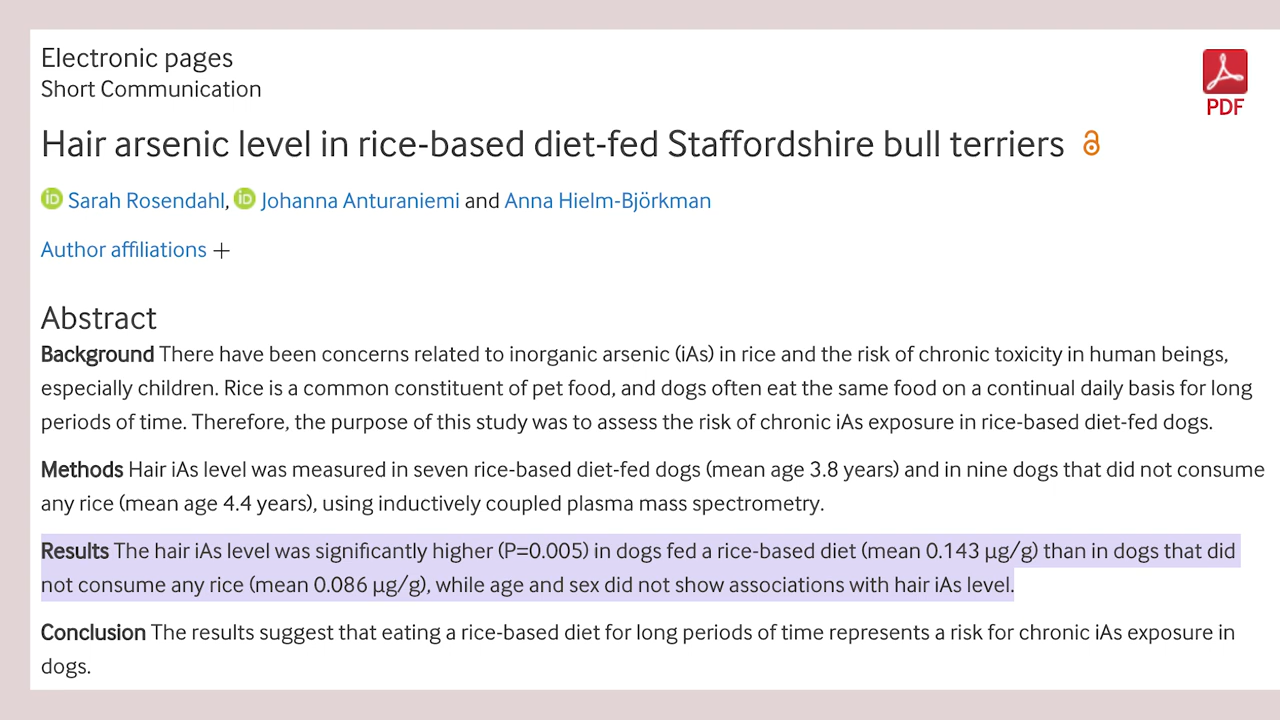 Electronic pages
Short Communication
PDF
Hair arsenic level in rice-based diet-fed Staffordshire bull terriers
iD Sarah Rosendahl, iD Johanna Anturaniemi and Anna Hielm-Björkman
Author affiliations +
Abstract
Background There have been concerns related to inorganic arsenic (iAs) in rice and the risk of chronic toxicity in human beings,
especially children. Rice is a common constituent of pet food, and dogs often eat the same food on a continual daily basis for long
periods of time. Therefore, the purpose of this study was to assess the risk of chronic iAs exposure in rice-based diet-fed dogs.
Methods Hair iAs level was measured in seven rice-based diet-fed dogs (mean age 3.8 years) and in nine dogs that did not consume
any rice (mean age 4.4 years), using inductively coupled plasma mass spectrometry.
Results The hair iAs level was significantly higher (P=0.005) in dogs fed a rice-based diet (mean 0.143 µg/g) than in dogs that did
not consume any rice (mean 0.086 µg/g), while age and sex did not show associations with hair iAs level.
Conclusion The results suggest that eating a rice-based diet for long periods of time represents a risk for chronic iAs exposure in
dogs.